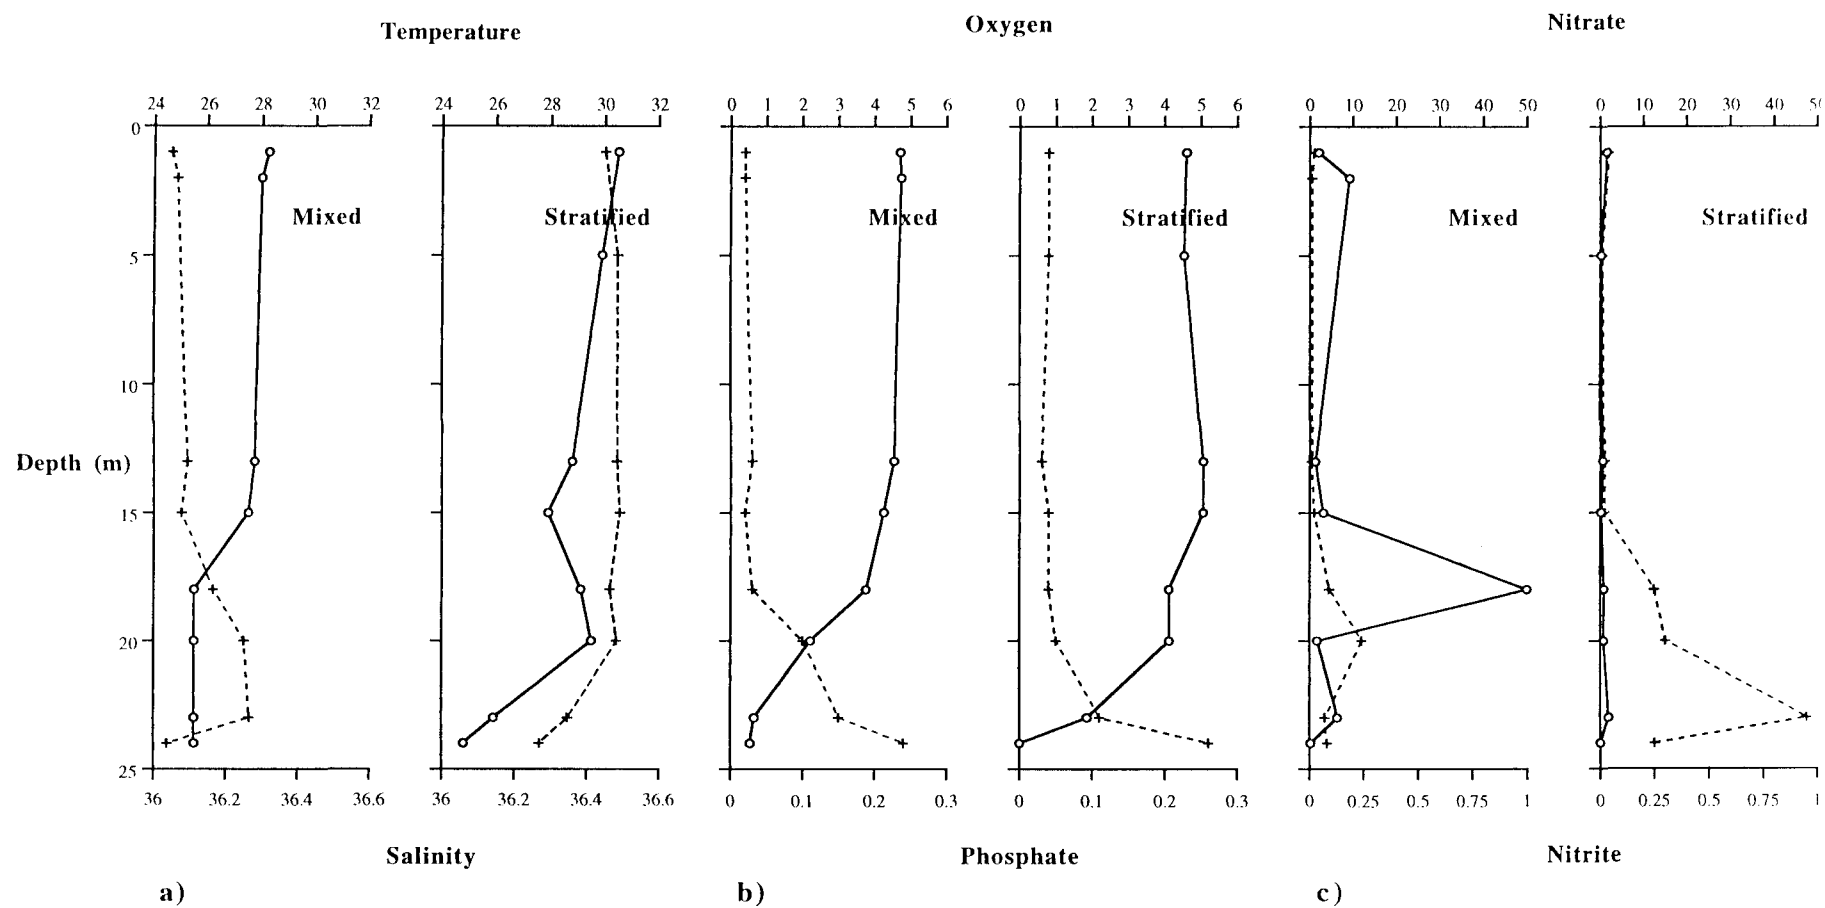 Temperature Oxygen Nitrate
24 26 28 30 32 24 26 28 30 32 0 1 2 3 4 5 6 0 1 2 3 4 5 6 0 10 20 30 20 50 0 10 20 30 40
0
Mixed Stratified Mixed Stratified Mixed Stratified
5
10
Depth (m)
15
20
25
36 36.2 36.4 36.6 36 36.2 36.4 36.6 0 0.1 0.2 0.3 0 0.1 0.2 0.3 0 0.25 0.5 0.75 1 0 0.25 0.5 0.75 1
Salinity Phosphate Nitrite
a) b) c)